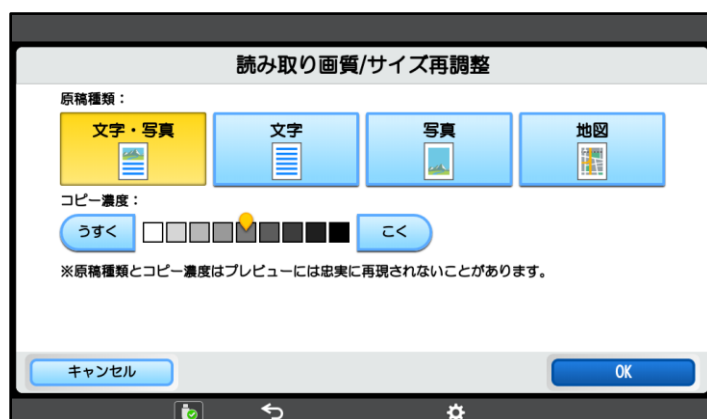 読み取り画質/サイズ再調整
原稿種類：
文字・写真 文字 写真 地図
コピー濃度：
うすく こく
※原稿種類とコピー濃度はプレビューには忠実に再現されないことがあります。
キャンセル OK